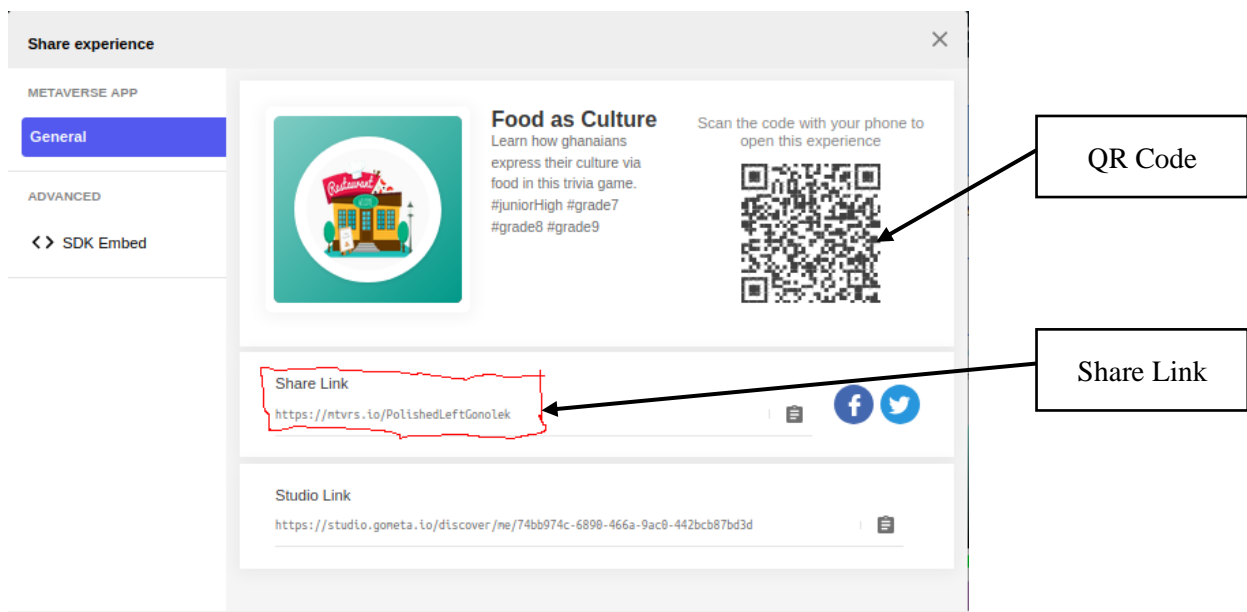 Share experience
METAVERSE APP
General
ADVANCED
<> SDK Embed
Restaurant
Food as Culture
Learn how ghanaians
express their culture via
food in this trivia game.
#juniorHigh #grade7
#grade8 #grade9
Scan the code with your phone to
open this experience
QR Code
Share Link
https://mtvrs.io/PolishedLeftGonolek
Share Link
Studio Link
https://studio.gometa.io/discover/me/74bb974c-6890-466a-9ac0-442bcb87bd3d